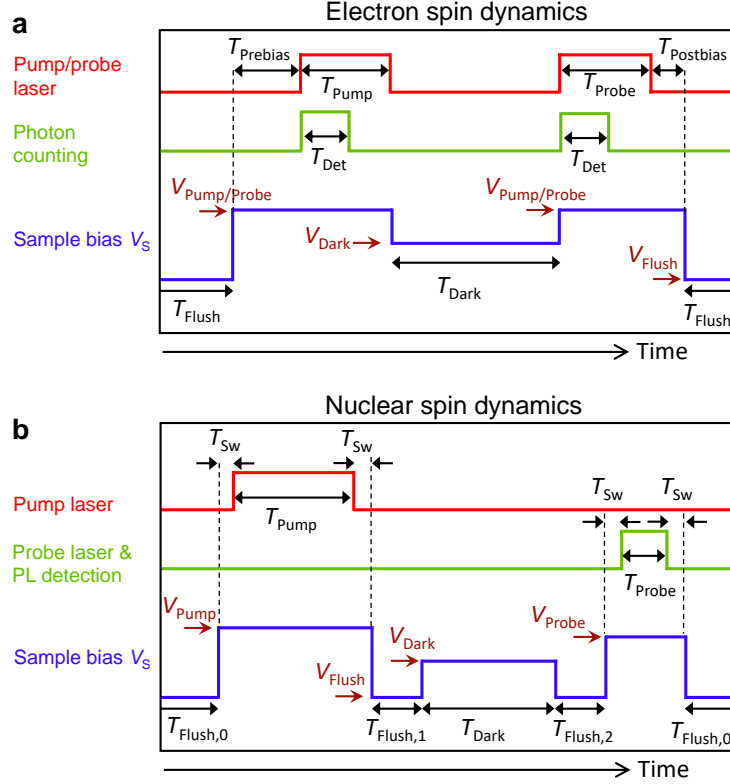 Electron spin dynamics
a
Pump/probe
laser
T_Prebias
T_Pump
T_Probe
T_Postbias
Photon
counting
T_Det
T_Det
V_Pump/Probe
V_Pump/Probe
Sample bias V_S
V_Dark
V_Flush
T_Dark
T_Flush
T_Flush
Time
Nuclear spin dynamics
b
T_Sw
T_Sw
Pump laser
T_Pump
T_Sw
T_Sw
Probe laser &
PL detection
T_Probe
V_Pump
V_Probe
V_Dark
Sample bias V_S
V_Flush
T_Flush,0
T_Flush,1
T_Dark
T_Flush,2
T_Flush,0
Time